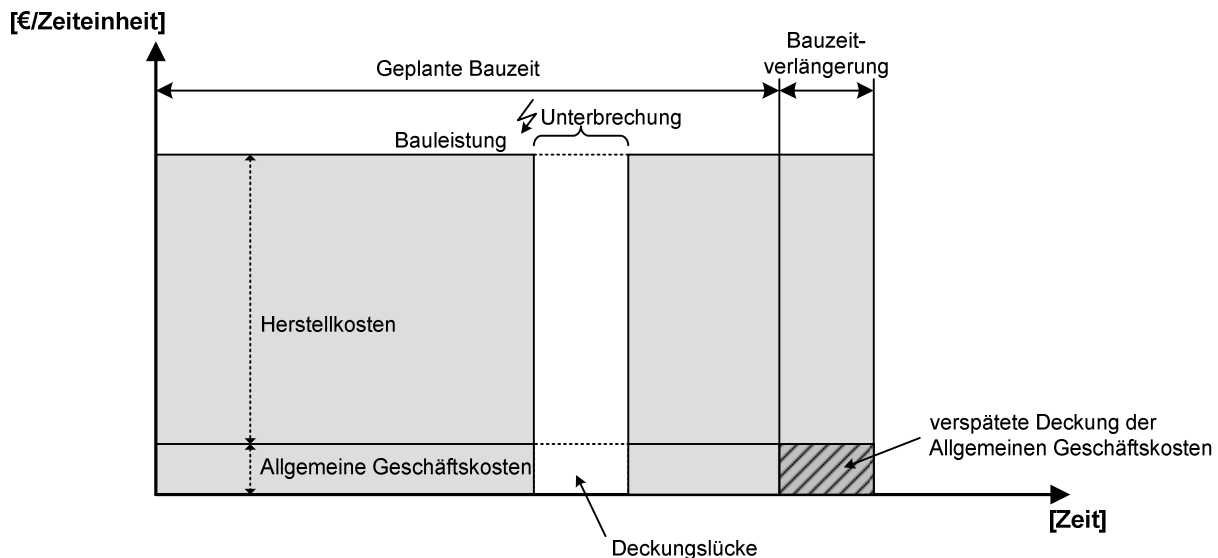 [€/Zeiteinheit]
Bauzeit-
verlängerung
Geplante Bauzeit
Unterbrechung
Bauleistung
Herstellkosten
verspätete Deckung der
Allgemeinen Geschäftskosten
Allgemeine Geschäftskosten
[Zeit]
Deckungslücke